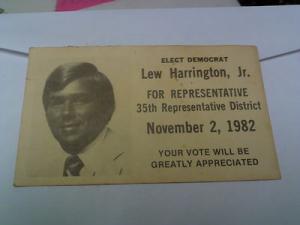 ELECT DEMOCRAT
Lew Harrington, Jr.
FOR REPRESENTATIVE
35th Representative District
November 2, 1982
YOUR VOTE WILL BE
GREATLY APPRECIATED